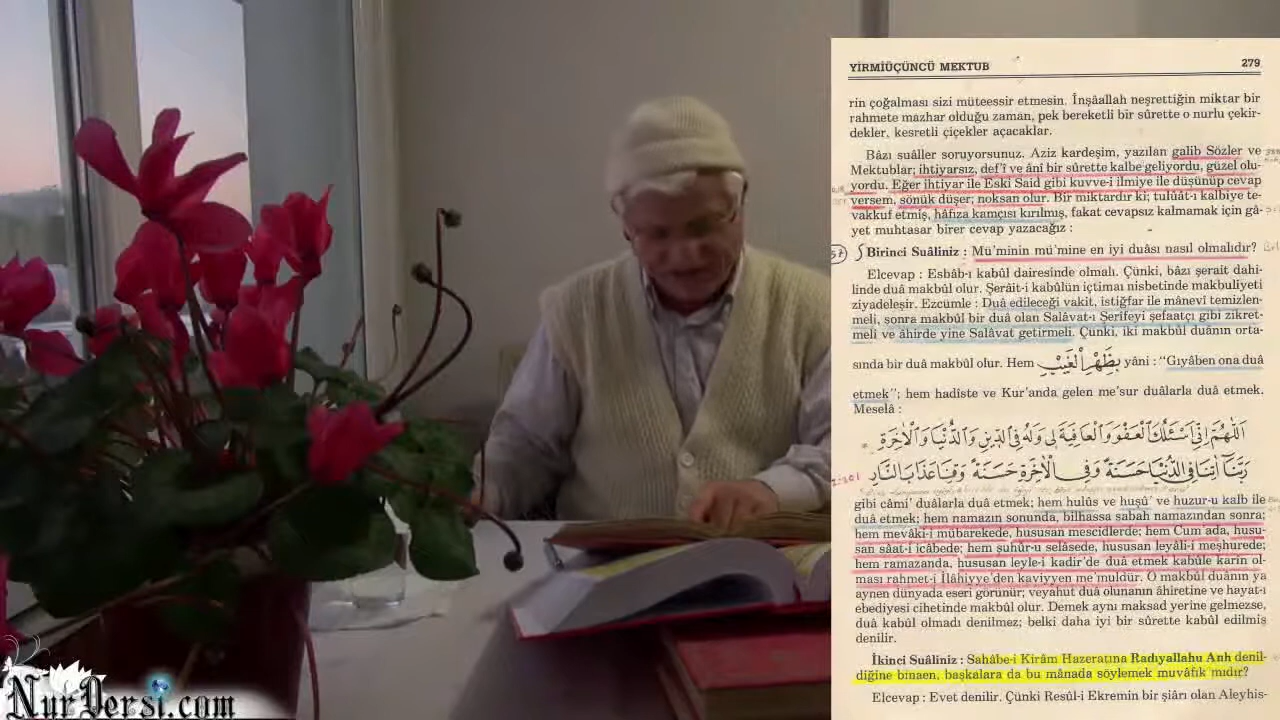 YİRMİÜÇÜNCÜ MEKTUB 279
rin çoğalması sizi müteessir etmesin. İnşâallah neşrettiğin miktar bir
rahmete mazhar olduğu zaman, pek bereketli bir sûrette o nurlu çekir-
dekler, kesretli çiçekler açacaklar.
Bâzı suâller soruyorsunuz. Aziz kardeşim, yazılan galib Sözler ve
Mektublar; ihtiyarsız, def'î ve ânî bir sûrette kalbe geliyordu, güzel olu-
yordu. Eğer ihtiyar ile Eski Said gibi kuvve-i ilmiye ile düşünüp cevap
versem, sönük düşer; noksan olur. Bir miktardır ki; tulûât-ı kalbiye te-
vakkuf etmiş, hâfıza kamçısı kırılmış, fakat cevapsız kalmamak için gâ-
yet muhtasar birer cevap yazacağız :
Birinci Suâliniz : Mü'minin mü'mine en iyi duâsı nasıl olmalıdır?
Elcevap : Esbâb-ı kabûl dairesinde olmalı. Çünki, bâzı şerait dahi-
linde duâ makbûl olur. Şerâit-i kabûlün içtimaı nisbetinde makbuliyeti
ziyadeleşir. Ezcümle : Duâ edileceği vakit, istiğfar ile mânevî temizlen-
meli, sonra makbûl bir duâ olan Salâvat-ı Şerîfeyi şefaatçı gibi zikret-
meli ve âhirde yine Salâvat getirmeli. Çünki, iki makbul duânın orta-
sında bir duâ makbûl olur. Hem بِظَهْرِ الْغَيْبِ yâni : "Gıyâben ona duâ
etmek"; hem hadîste ve Kur'anda gelen me'sur duâlarla duâ etmek.
Meselâ :
اَللّٰهُمَّ اِنِّى اَسْئَلُكَ الْعَفْوَ وَالْعَافِيَةَ لِى وَلَهُ فِى الدِّينِ وَالدُّنْيَا وَالْاٰخِرَةِ
رَبَّنَا اٰتِنَا فِى الدُّنْيَا حَسَنَةً وَفِى الْاٰخِرَةِ حَسَنَةً وَقِنَا عَذَابَ النَّارِ
gibi câmi' duâlarla duâ etmek; hem hulûs ve huşû' ve huzur-u kalb ile
duâ etmek; hem namazın sonunda, bilhassa sabah namazından sonra;
hem mevâki-i mübarekede, hususan mescidlerde; hem Cum'ada, husu-
san sâat-i icâbede; hem şuhûr-u selâsede, hususan leyâli-i meşhurede;
hem ramazanda, hususan leyle-i kadir'de duâ etmek kabûle karîn ol-
ması rahmet-i İlâhiyye'den kaviyyen me'muldür. O makbul duânın ya
aynen dünyada eseri görünür; veyahut duâ olunanın âhiretine ve hayat-ı
ebediyesi cihetinde makbûl olur. Demek aynı maksad yerine gelmezse,
duâ kabûl olmadı denilmez; belki daha iyi bir sûrette kabûl edilmiş
denilir.
İkinci Suâliniz : Sahâbe-i Kirâm Hazeratına Radıyallahu Anh denil-
diğine binaen, başkalara da bu mânada söylemek muvâfık mıdır?
Elcevap : Evet denilir. Çünki Resûl-i Ekremin bir şiârı olan Aleyhis-
NurDersi.com